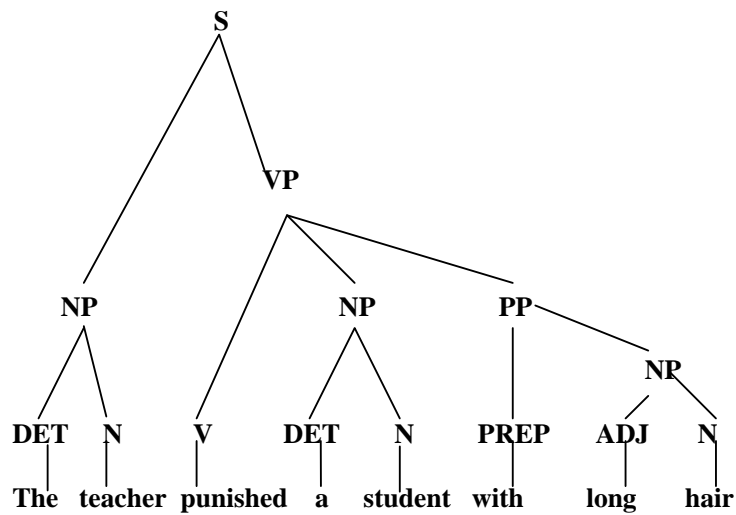 S
VP
NP NP PP
NP
DET N V DET N PREP ADJ N
The teacher punished a student with long hair